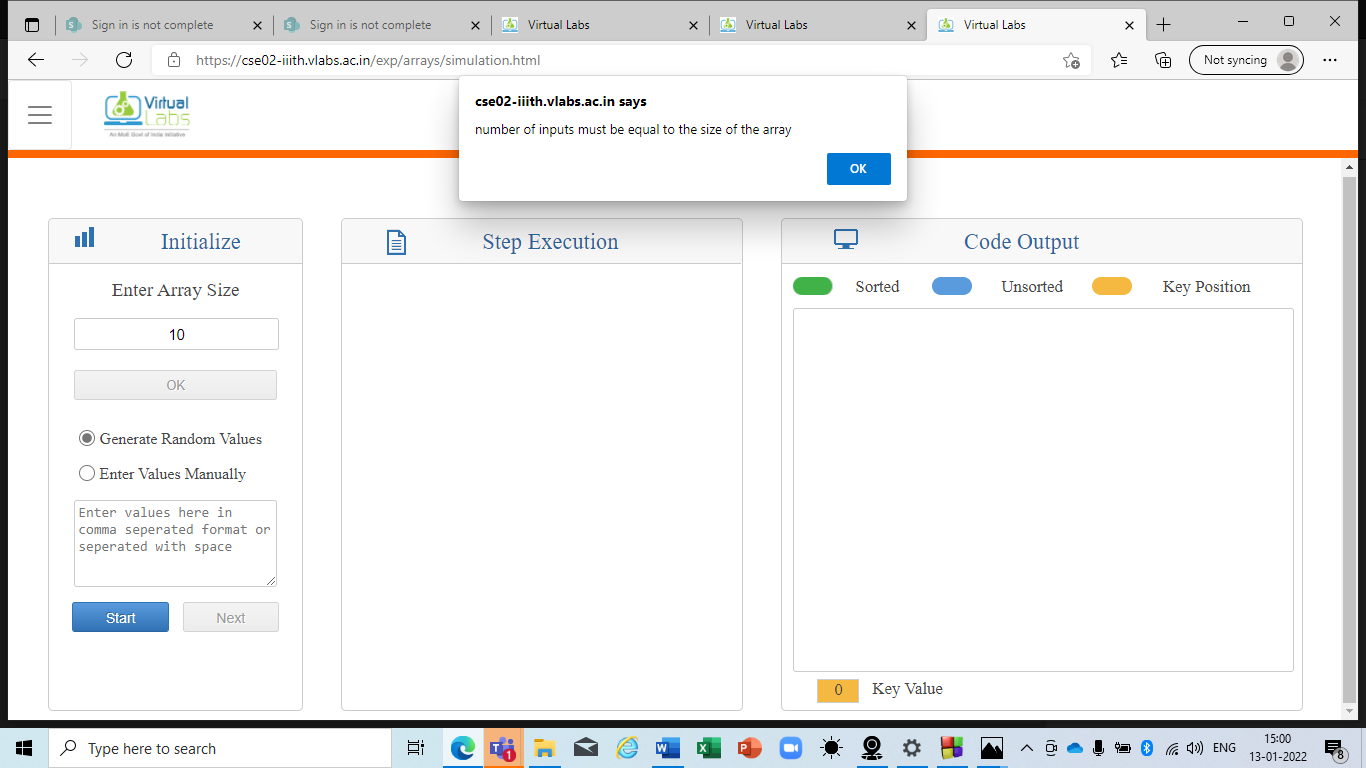 Sign in is not complete
Sign in is not complete
Virtual Labs
Virtual Labs
Virtual Labs
https://cse02-iiith.vlabs.ac.in/exp/arrays/simulation.html
Not syncing
cse02-iiith.vlabs.ac.in says
number of inputs must be equal to the size of the array
OK
Virtual
Labs
An MoE Govt of India Initiative
Initialize
Step Execution
Code Output
Enter Array Size
Sorted
Unsorted
Key Position
10
OK
Generate Random Values
Enter Values Manually
Enter values here in
comma seperated format or
seperated with space
Start
Next
0
Key Value
Type here to search
1
ENG
15:00
13-01-2022
8